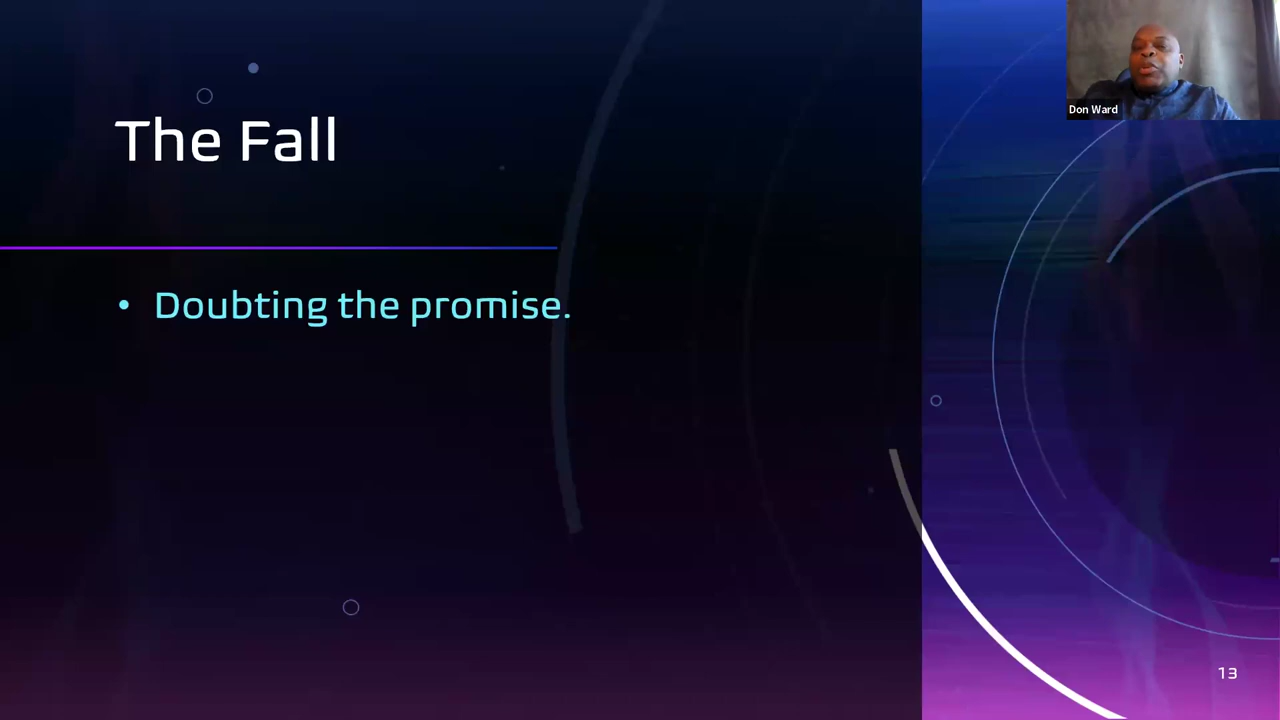 The Fall
• Doubting the promise.
Don Ward
13